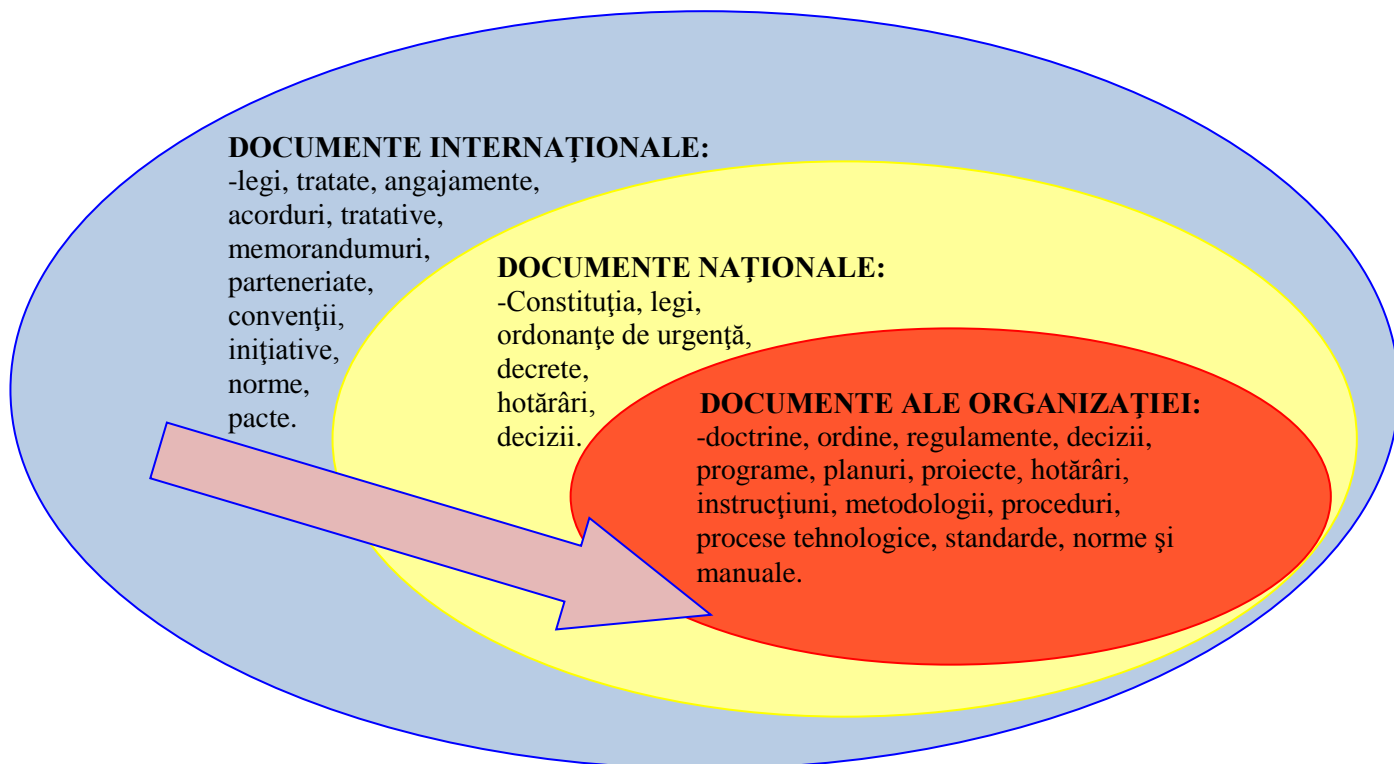 DOCUMENTE INTERNAŢIONALE:
-legi, tratate, angajamente,
acorduri, tratative,
memorandumuri,
parteneriate,
convenţii,
iniţiative,
norme,
pacte.
DOCUMENTE NAŢIONALE:
-Constituţia, legi,
ordonanţe de urgenţă,
decrete,
hotărâri,
decizii.
DOCUMENTE ALE ORGANIZAŢIEI:
-doctrine, ordine, regulamente, decizii,
programe, planuri, proiecte, hotărâri,
instrucţiuni, metodologii, proceduri,
procese tehnologice, standarde, norme şi
manuale.